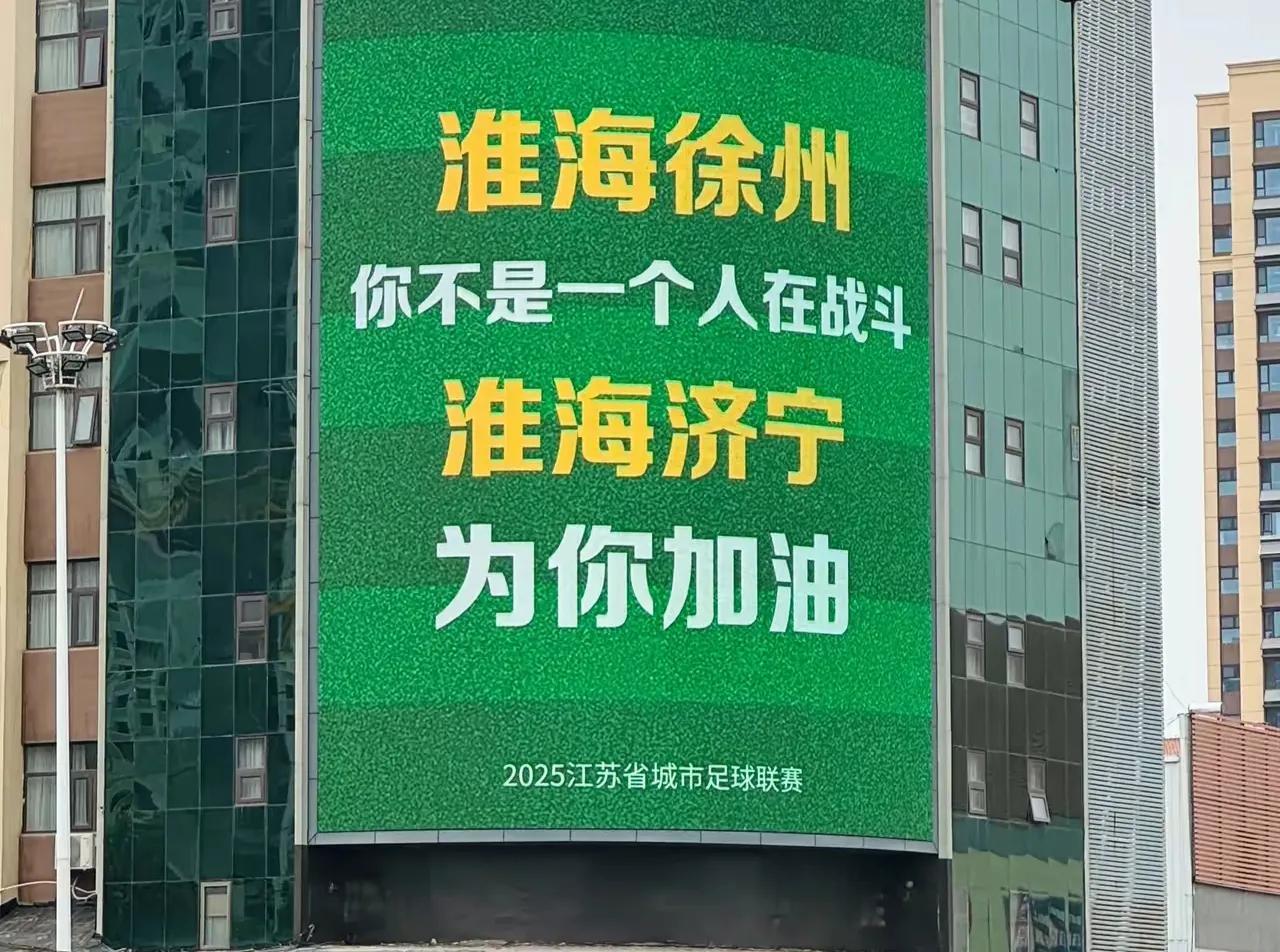 淮海徐州
你不是一个人在战斗
淮海济宁
为你加油
2025江苏省城市足球联赛